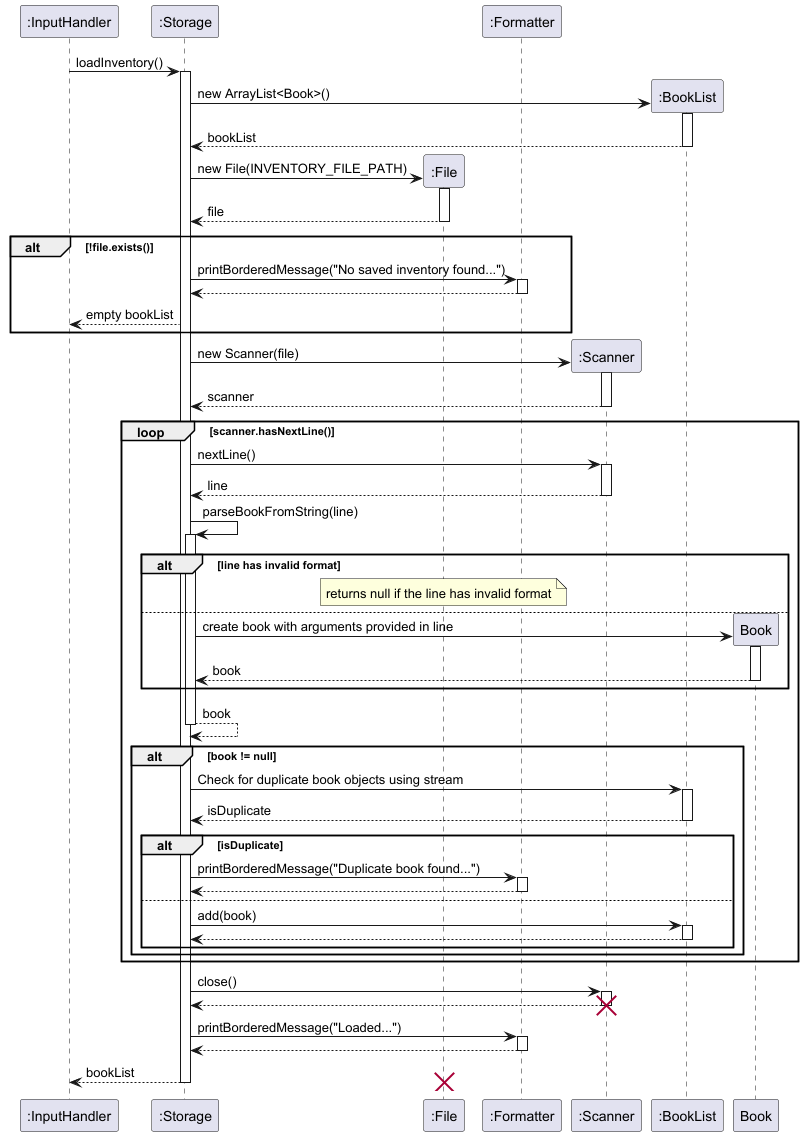 :InputHandler :Storage :Formatter
loadInventory()
new ArrayList<Book>()
:BookList
bookList
new File(INVENTORY_FILE_PATH)
:File
file
alt [!file.exists()]
printBorderedMessage("No saved inventory found...")
empty bookList
new Scanner(file)
:Scanner
scanner
loop [scanner.hasNextLine()]
nextLine()
line
parseBookFromString(line)
alt [line has invalid format]
returns null if the line has invalid format
create book with arguments provided in line
Book
book
book
alt [book != null]
Check for duplicate book objects using stream
isDuplicate
alt [isDuplicate]
printBorderedMessage("Duplicate book found...")
add(book)
close()
printBorderedMessage("Loaded...")
bookList
:InputHandler :Storage :File :Formatter :Scanner :BookList Book